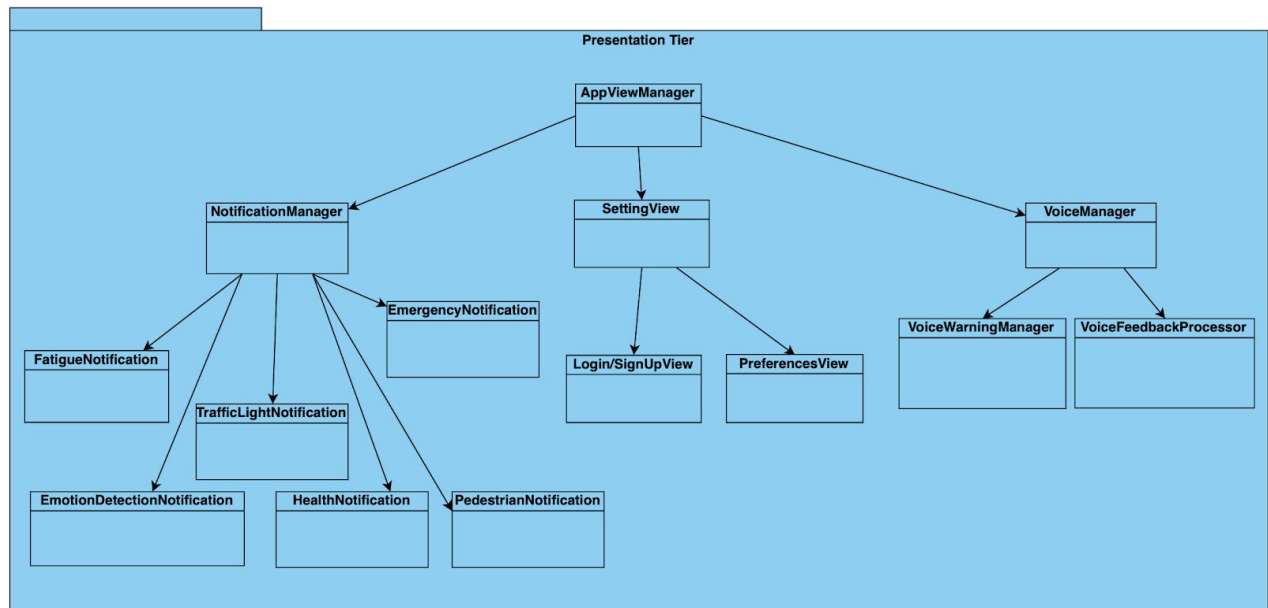 Presentation Tier
AppViewManager
NotificationManager
SettingView
VoiceManager
EmergencyNotification
VoiceWarningManager
VoiceFeedbackProcessor
FatigueNotification
Login/SignUpView
PreferencesView
TrafficLightNotification
EmotionDetectionNotification
HealthNotification
PedestrianNotification